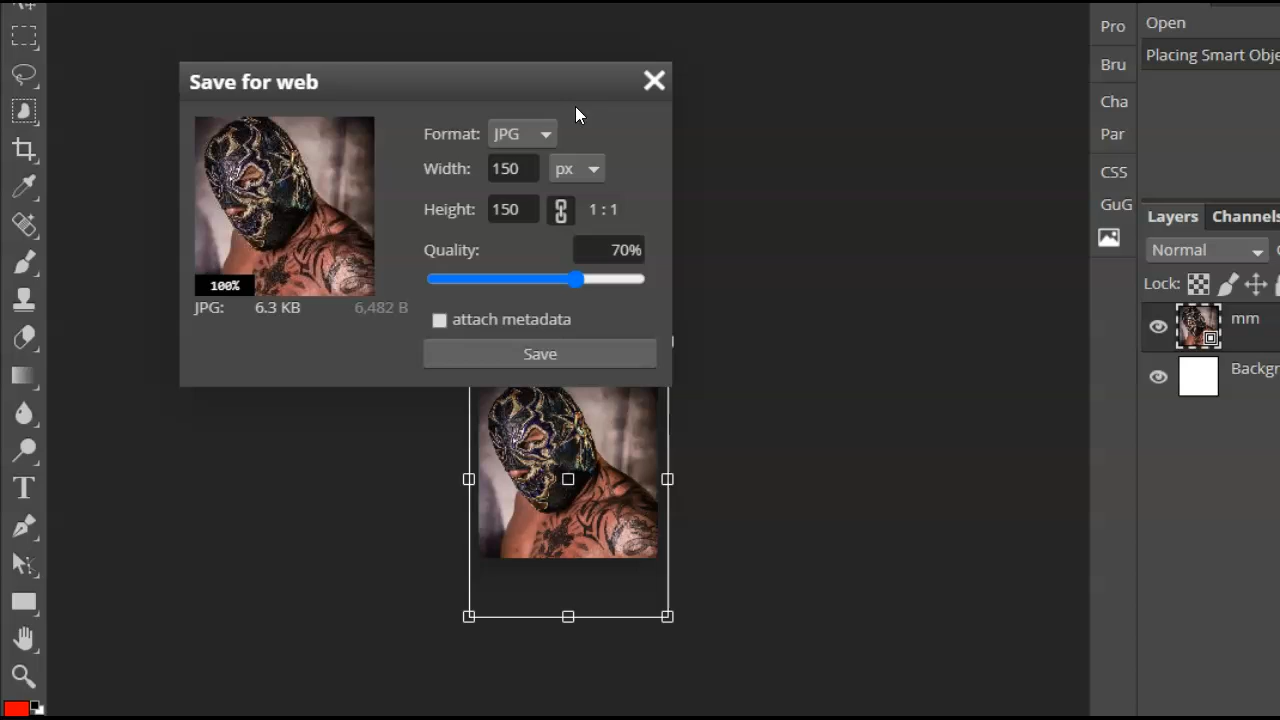 Save for web
Format: JPG
Width: 150 px
Height: 150 1 : 1
Quality: 70%
100%
JPG: 6.3 KB 6,482 B
attach metadata
Save
Pro
Bru
Cha
Par
CSS
GuG
Open
Placing Smart Obje
Layers Channels
Normal
Lock:
mm
Backgr
T